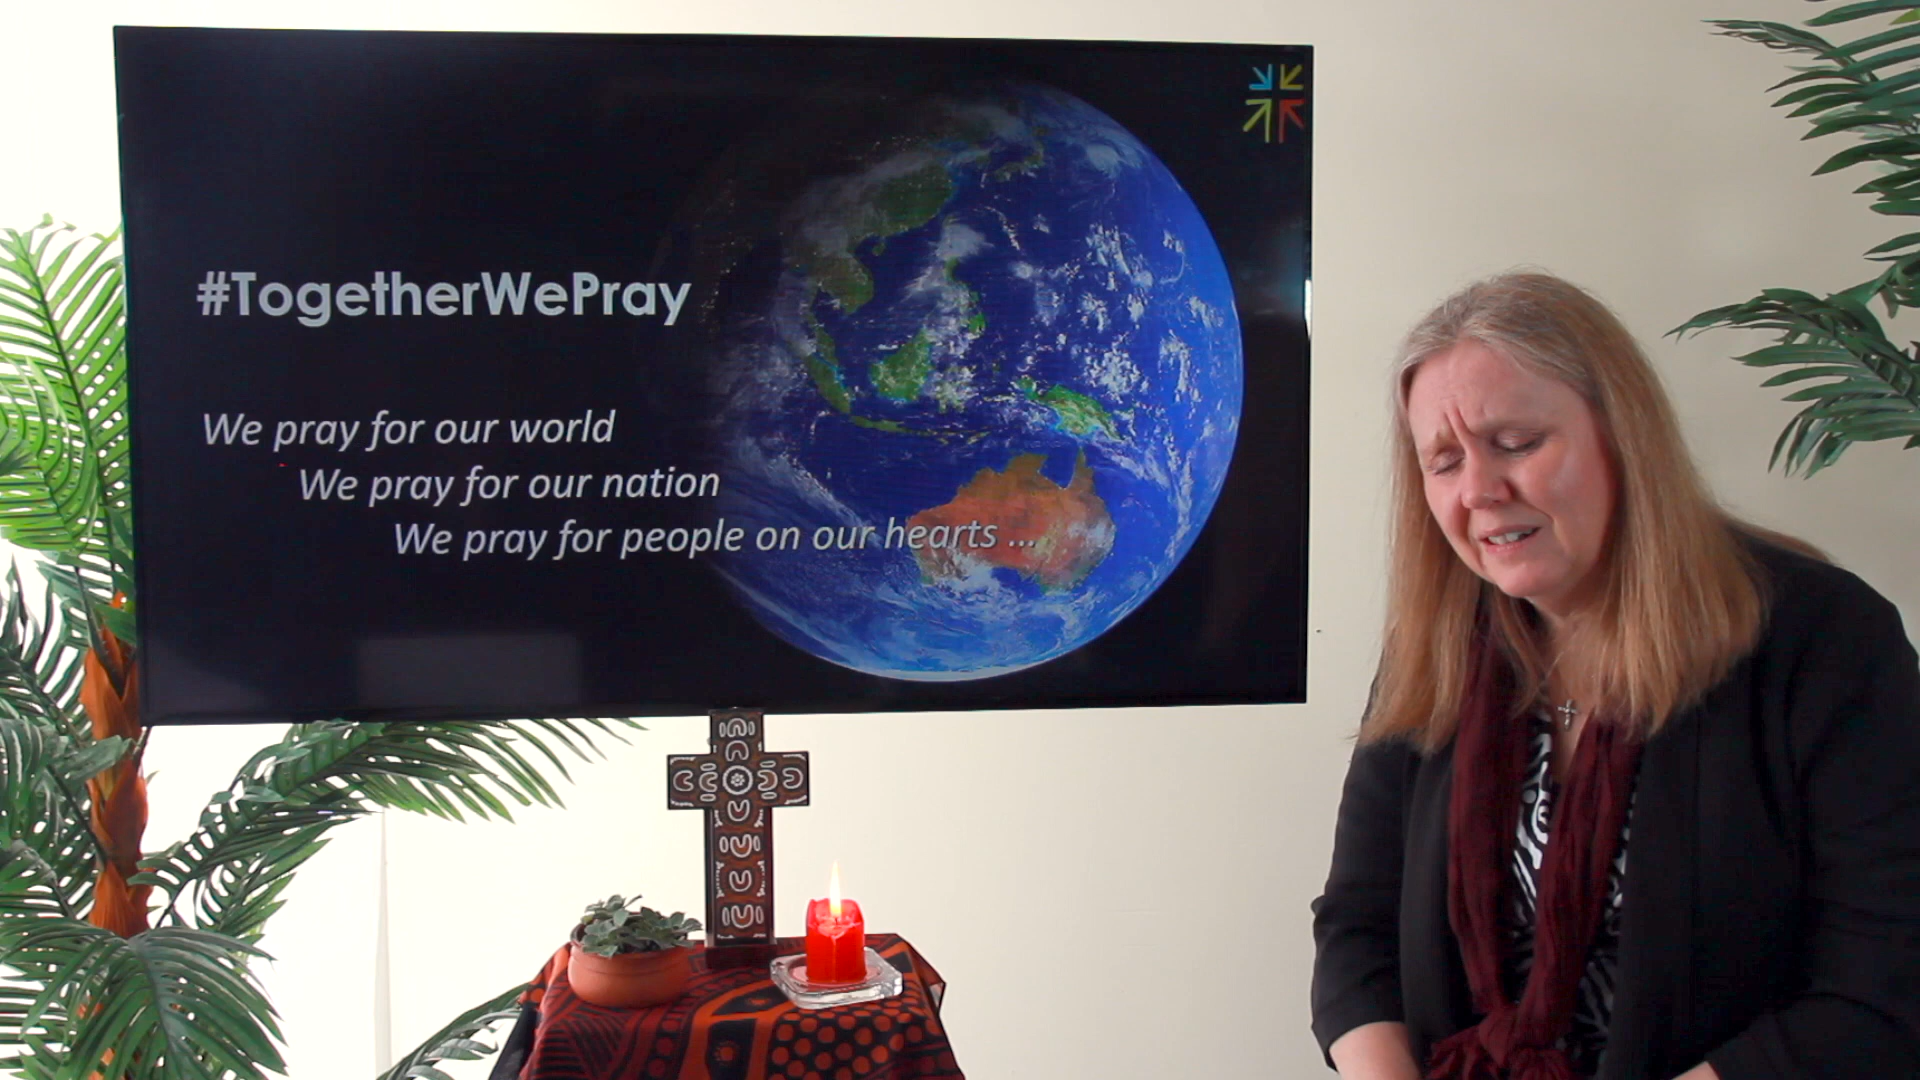 #TogetherWePray
We pray for our world
We pray for our nation
We pray for people on our hearts ...